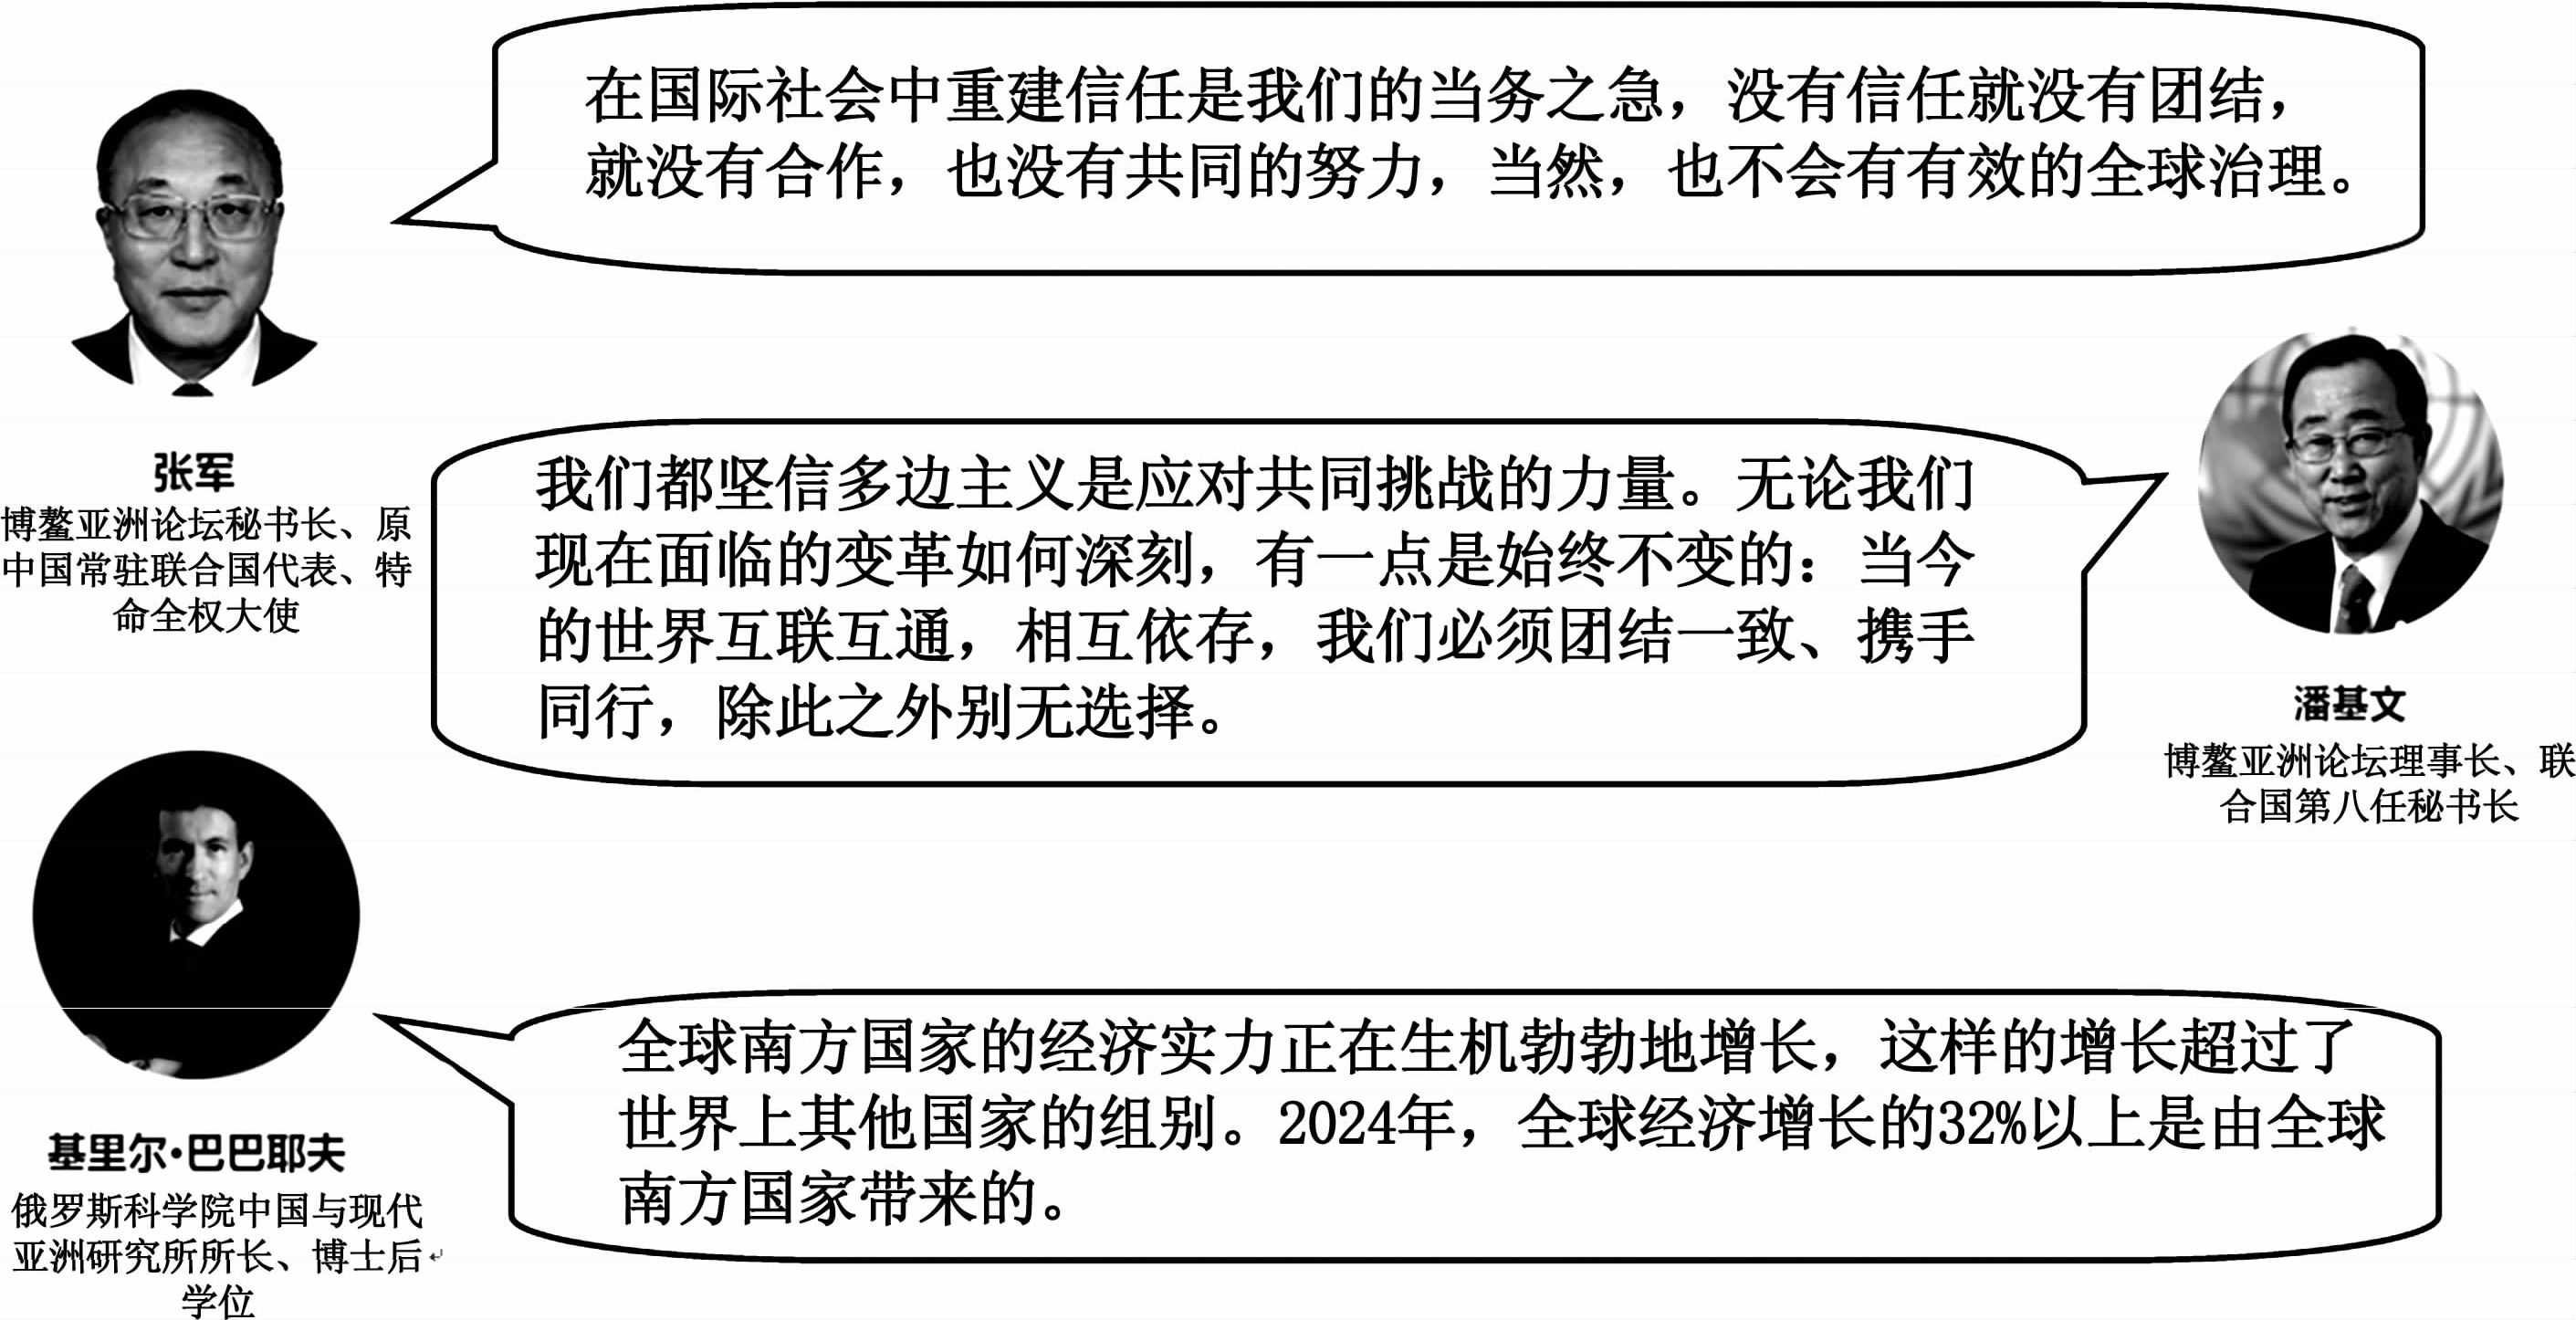 在国际社会中重建信任是我们的当务之急，没有信任就没有团结，
就没有合作，也没有共同的努力，当然，也不会有有效的全球治理。
张军
博鳌亚洲论坛秘书长、原
中国常驻联合国代表、特
命全权大使
我们都坚信多边主义是应对共同挑战的力量。无论我们
现在面临的变革如何深刻，有一点是始终不变的：当今
的世界互联互通，相互依存，我们必须团结一致、携手
同行，除此之外别无选择。
潘基文
博鳌亚洲论坛理事长、联
合国第八任秘书长
全球南方国家的经济实力正在生机勃勃地增长，这样的增长超过了
世界上其他国家的组别。2024年，全球经济增长的32%以上是由全球
南方国家带来的。
基里尔·巴巴耶夫
俄罗斯科学院中国与现代
亚洲研究所所长、博士后
学位